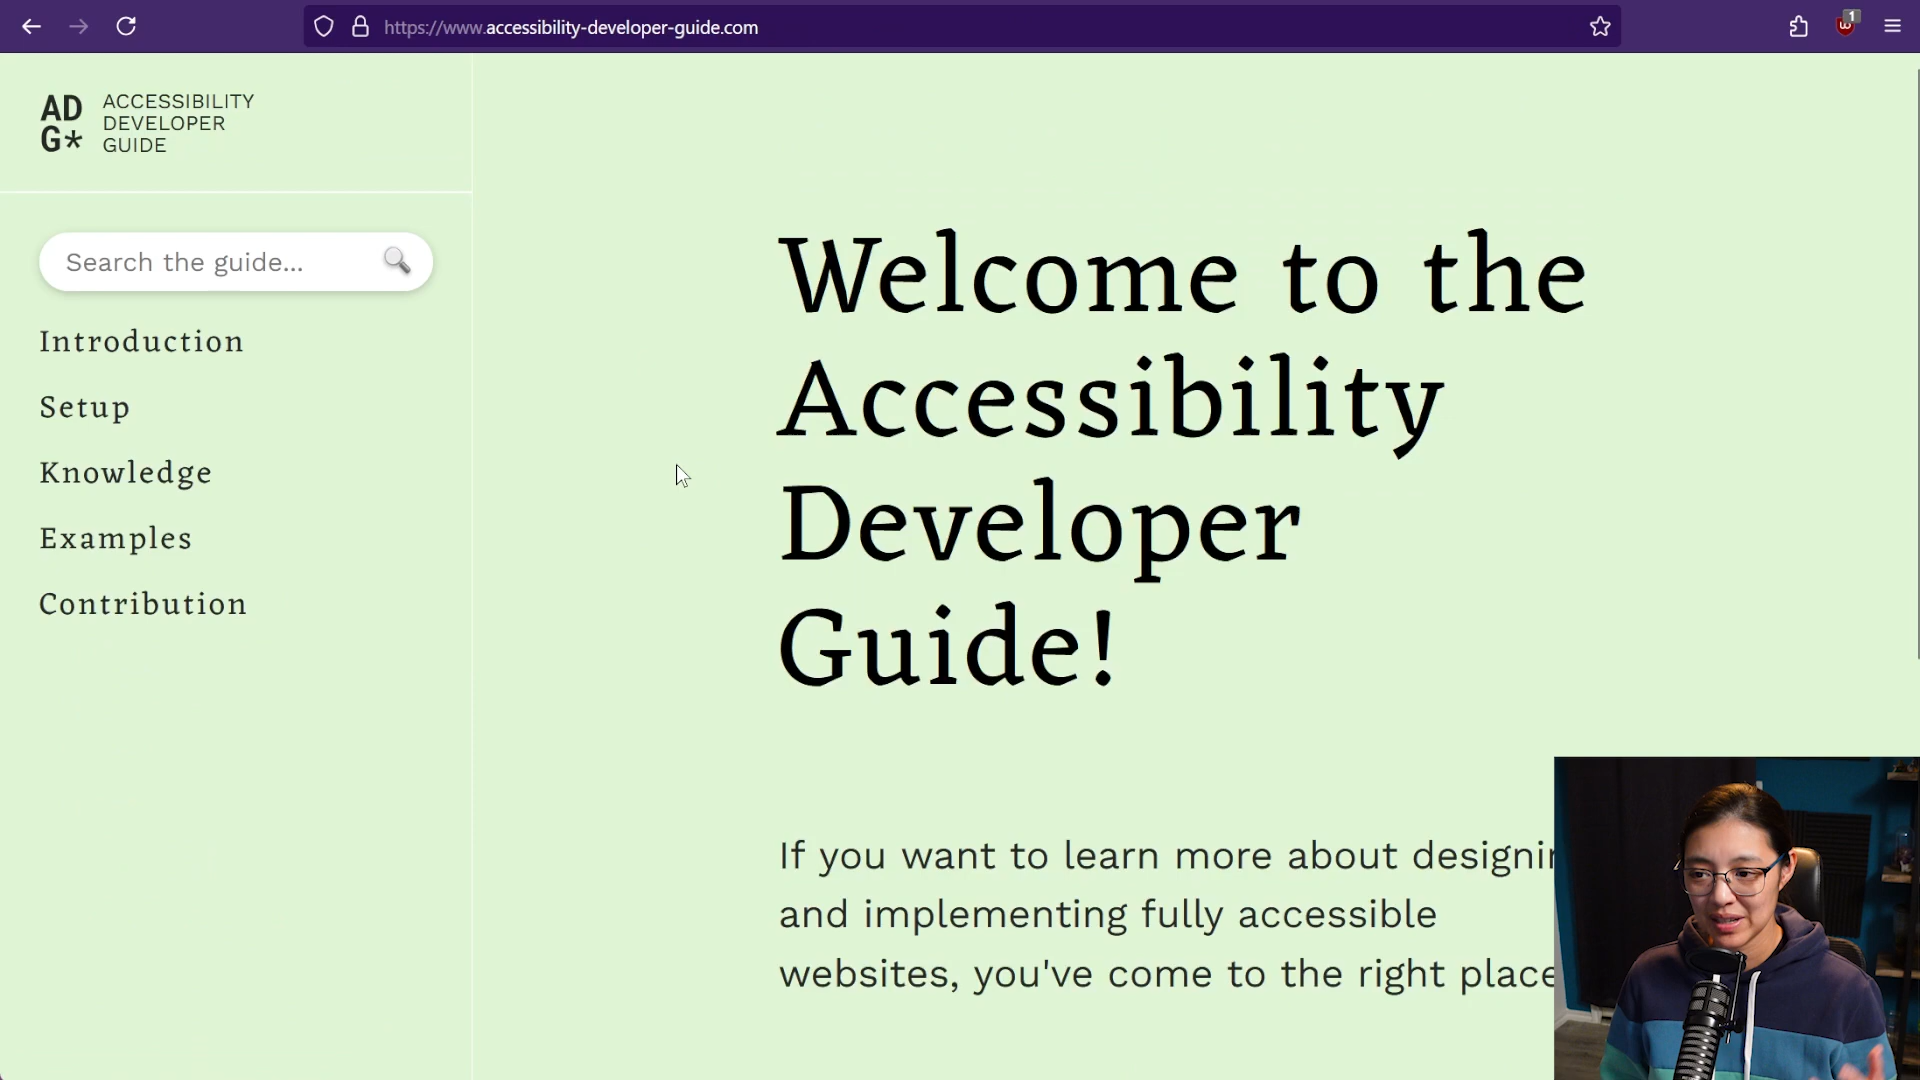 https://www.accessibility-developer-guide.com
1
AD
G*
ACCESSIBILITY
DEVELOPER
GUIDE
Search the guide...
Introduction
Setup
Knowledge
Examples
Contribution
Welcome to the
Accessibility
Developer
Guide!
If you want to learn more about
and implementing fully accessible
websites, you've come to the right place